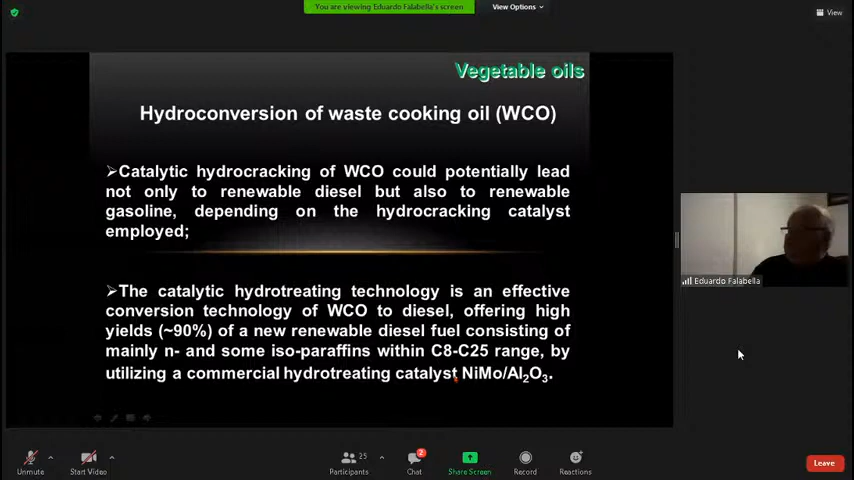 You are viewing Eduardo Falabella's screen
View Options
View
Vegetable oils
Hydroconversion of waste cooking oil (WCO)
➢Catalytic hydrocracking of WCO could potentially lead
not only to renewable diesel but also to renewable
gasoline, depending on the hydrocracking catalyst
employed;
➢The catalytic hydrotreating technology is an effective
conversion technology of WCO to diesel, offering high
yields (~90%) of a new renewable diesel fuel consisting of
mainly n- and some iso-paraffins within C8-C25 range, by
utilizing a commercial hydrotreating catalyst NiMo/Al₂O₃.
Eduardo Falabella
Unmute
Start Video
25
Participants
2
Chat
Share Screen
Record
Reactions
Leave